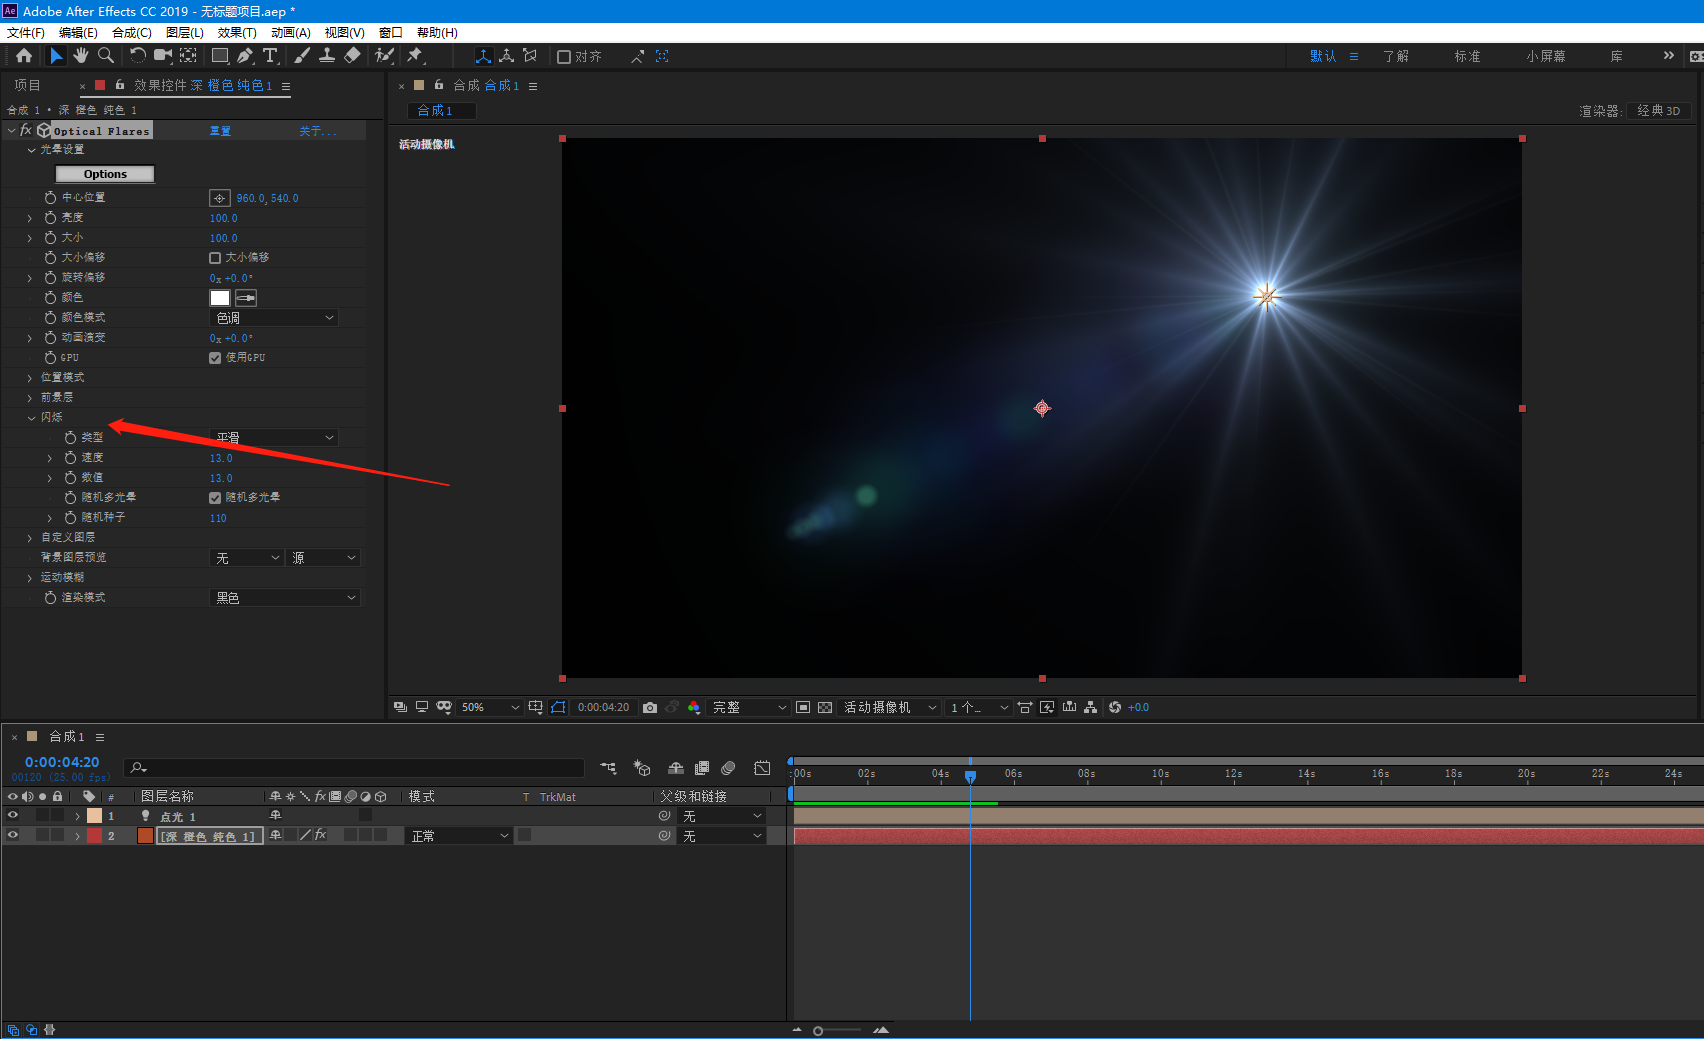 Ae Adobe After Effects CC 2019 - 无标题项目.aep *
文件(F) 编辑(E) 合成(C) 图层(L) 效果(T) 动画(A) 视图(V) 窗口 帮助(H)
对齐 默认 了解 标准 小屏幕 库
项目 × 效果控件 深 橙色 纯色 1
合成 1 • 深 橙色 纯色 1
fx Optical Flares 重置 关于...
光晕设置
Options
中心位置 960.0, 540.0
亮度 100.0
大小 100.0
大小偏移 大小偏移
旋转偏移 0x +0.0°
颜色
颜色模式 色调
动画演变 0x +0.0°
GPU 使用GPU
位置模式
前景层
闪烁
类型 平滑
速度 13.0
数值 13.0
随机多光晕 随机多光晕
随机种子 110
自定义图层
背景图层预览 无 源
运动模糊
渲染模式 黑色
× 合成 合成 1
合成 1
渲染器: 经典 3D
活动摄像机
50% 0:00:04:20 完整 活动摄像机 1 个... +0.0
× 合成 1
0:00:04:20
00120 (25.00 fps)
# 图层名称 fx 模式 T TrkMat 父级和链接
1 点光 1 无
2 [深 橙色 纯色 1] fx 正常 无
:00s 02s 04s 06s 08s 10s 12s 14s 16s 18s 20s 22s 24s